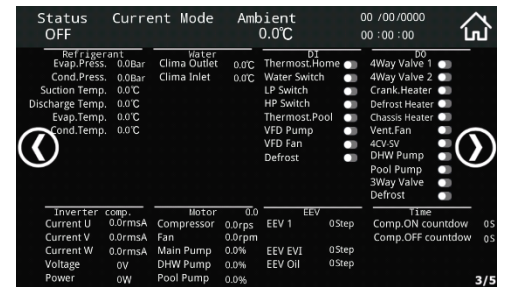 Status Current Mode Ambient 00 /00/0000
OFF 0.0℃ 00 :00 :00
Refrigerant Water DI DO
Evap.Press. 0.0Bar Clima Outlet 0.0℃ Thermost.Home 4Way Valve 1
Cond.Press. 0.0Bar Clima Inlet 0.0℃ Water Switch 4Way Valve 2
Suction Temp. 0.0℃ LP Switch Crank.Heater
Discharge Temp. 0.0℃ HP Switch Defrost Heater
Evap.Temp. 0.0℃ Thermost.Pool Chassis Heater
Cond.Temp. 0.0℃ VFD Pump Vent.Fan
VFD Fan 4CV-SV
Defrost DHW Pump
Pool Pump
3Way Valve
Defrost
Inverter comp. Motor 0.0 EEV Time
Current U 0.0rmsA Compressor 0.0rps EEV 1 0Step Comp.ON countdow 0S
Current V 0.0rmsA Fan 0.0rpm Comp.OFF countdow 0S
Current W 0.0rmsA Main Pump 0.0% EEV EVI 0Step
Voltage 0V DHW Pump 0.0% EEV Oil 0Step
Power 0W Pool Pump 0.0% 3/5